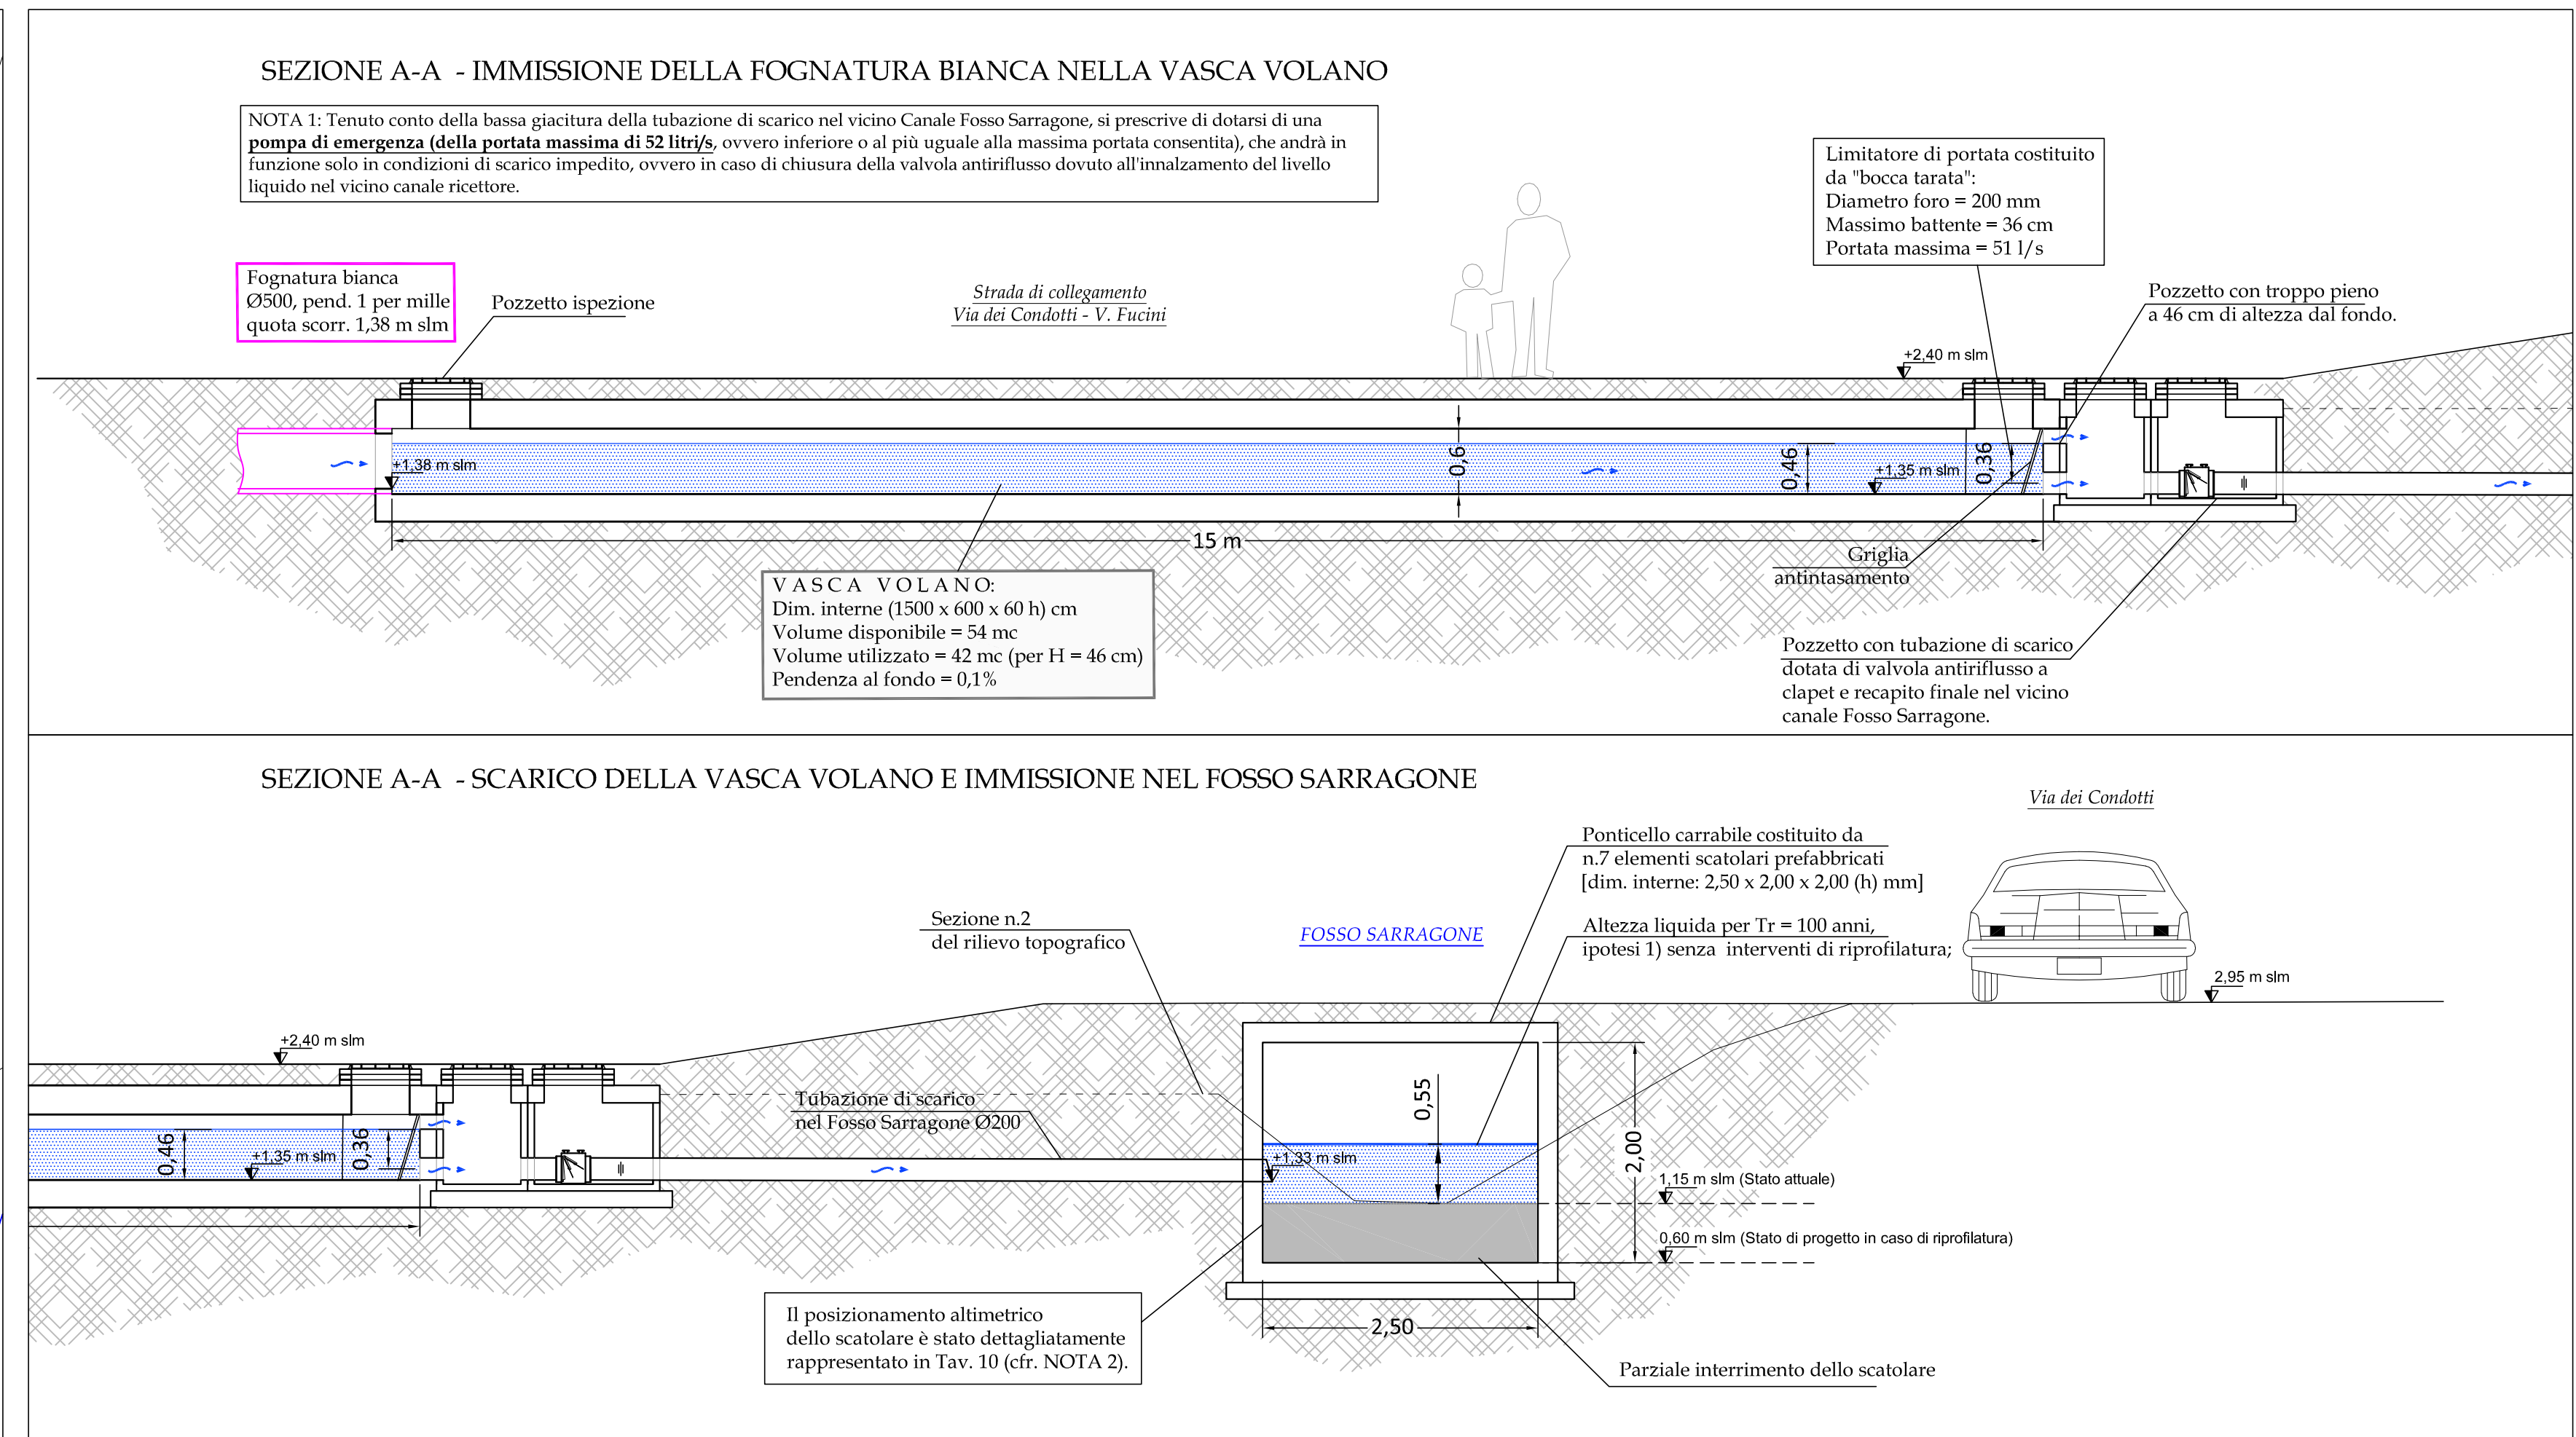 SEZIONE A-A - IMMISSIONE DELLA FOGNATURA BIANCA NELLA VASCA VOLANO
NOTA 1: Tenuto conto della bassa giacitura della tubazione di scarico nel vicino Canale Fosso Sarragone, si prescrive di dotarsi di una
pompa di emergenza (della portata massima di 52 litri/s, ovvero inferiore o al più uguale alla massima portata consentita), che andrà in
funzione solo in condizioni di scarico impedito, ovvero in caso di chiusura della valvola antiriflusso dovuto all'innalzamento del livello
liquido nel vicino canale ricettore.
Limitatore di portata costituito
da "bocca tarata":
Diametro foro = 200 mm
Massimo battente = 36 cm
Portata massima = 51 l/s
Fognatura bianca
Ø500, pend. 1 per mille
quota scorr. 1,38 m slm
Pozzetto ispezione
Strada di collegamento
Via dei Condotti - V. Fucini
Pozzetto con troppo pieno
a 46 cm di altezza dal fondo.
+2,40 m slm
+1,38 m slm
0,6
0,46
+1,35 m slm
0,36
15 m
Griglia
antintasamento
VASCA VOLANO:
Dim. interne (1500 x 600 x 60 h) cm
Volume disponibile = 54 mc
Volume utilizzato = 42 mc (per H = 46 cm)
Pendenza al fondo = 0,1%
Pozzetto con tubazione di scarico
dotata di valvola antiriflusso a
clapet e recapito finale nel vicino
canale Fosso Sarragone.
SEZIONE A-A - SCARICO DELLA VASCA VOLANO E IMMISSIONE NEL FOSSO SARRAGONE
Via dei Condotti
Ponticello carrabile costituito da
n.7 elementi scatolari prefabbricati
[dim. interne: 2,50 x 2,00 x 2,00 (h) mm]
Sezione n.2
del rilievo topografico
FOSSO SARRAGONE
Altezza liquida per Tr = 100 anni,
ipotesi 1) senza interventi di riprofilatura;
2,95 m slm
+2,40 m slm
Tubazione di scarico
nel Fosso Sarragone Ø200
0,55
0,46
+1,35 m slm
0,36
+1,33 m slm
2,00
1,15 m slm (Stato attuale)
0,60 m slm (Stato di progetto in caso di riprofilatura)
Il posizionamento altimetrico
dello scatolare è stato dettagliatamente
rappresentato in Tav. 10 (cfr. NOTA 2).
2,50
Parziale interrimento dello scatolare